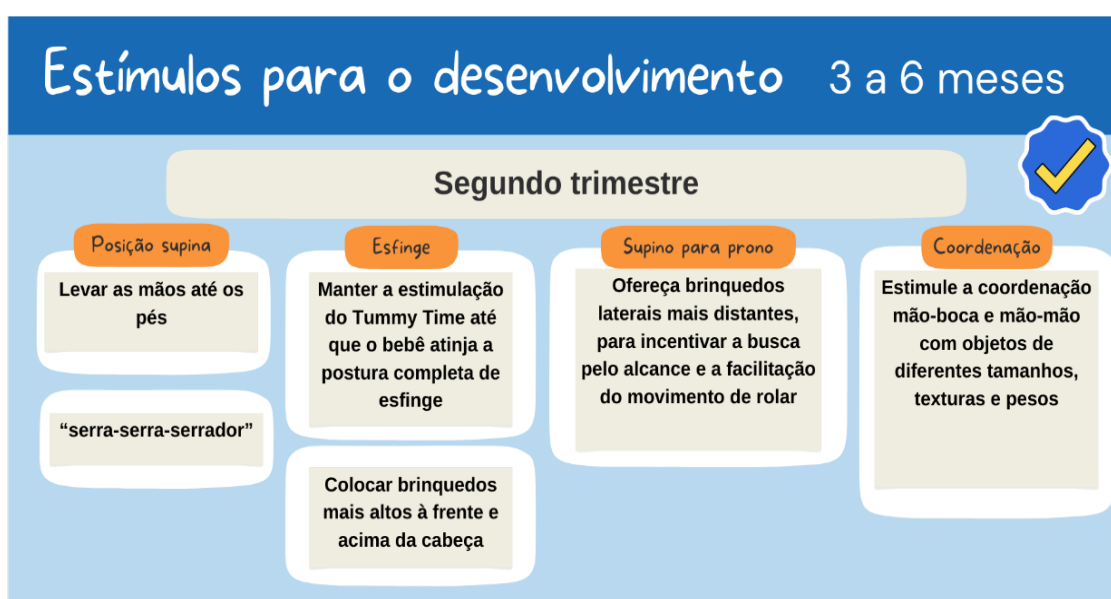 Estímulos para o desenvolvimento 3 a 6 meses
Segundo trimestre
Posição supina
Levar as mãos até os
pés
“serra-serra-serrador”
Esfinge
Manter a estimulação
do Tummy Time até
que o bebê atinja a
postura completa de
esfinge
Colocar brinquedos
mais altos à frente e
acima da cabeça
Supino para prono
Ofereça brinquedos
laterais mais distantes,
para incentivar a busca
pelo alcance e a facilitação
do movimento de rolar
Coordenação
Estimule a coordenação
mão-boca e mão-mão
com objetos de
diferentes tamanhos,
texturas e pesos